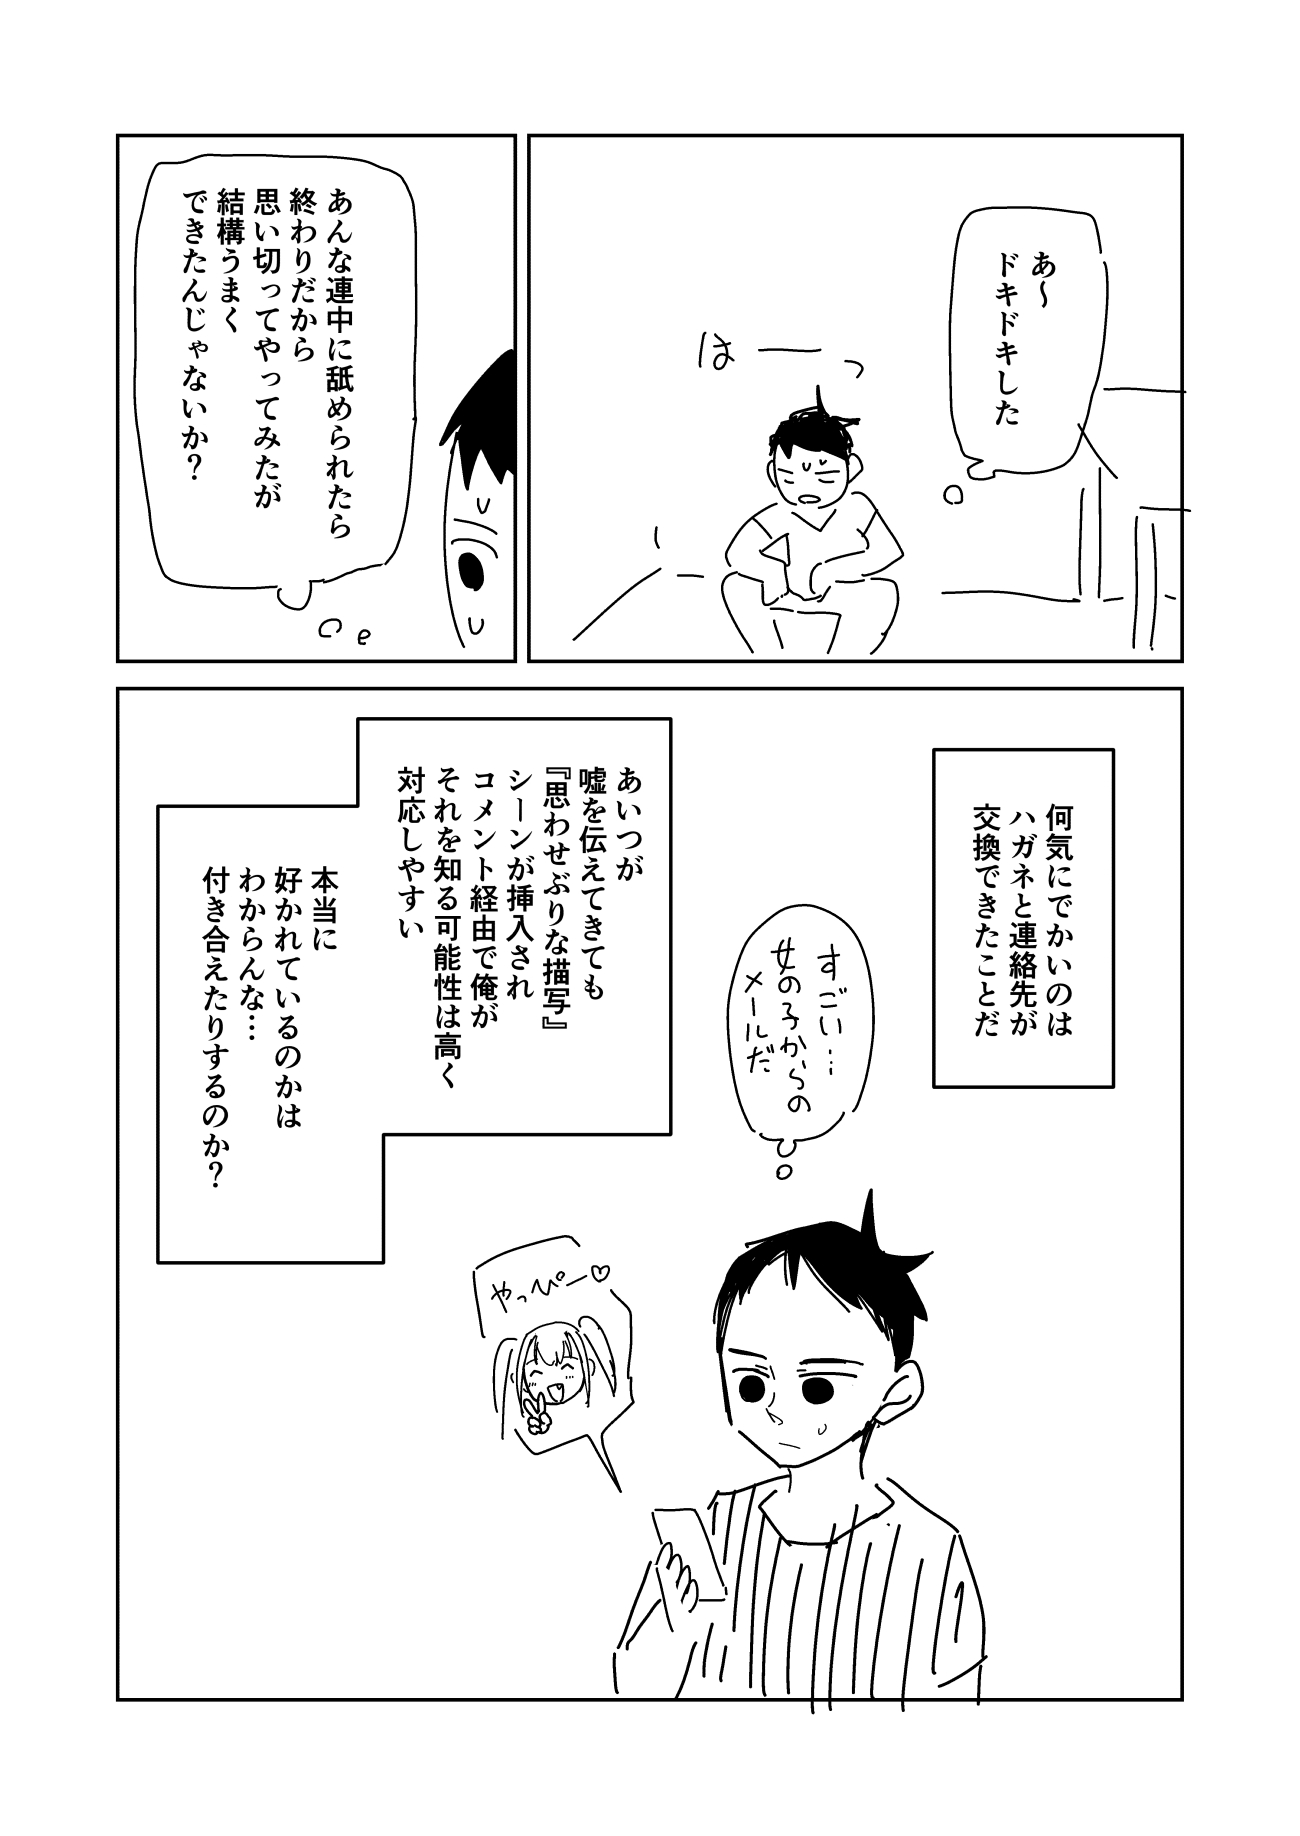 あ〜
ドキドキした
はーっ
あんな連中に舐められたら
終わりだから
思い切ってやってみたが
結構うまく
できたんじゃないか？
何気にでかいのは
ハガネと連絡先が
交換できたことだ
すごい…
女の子からの
メールだ
あいつが
嘘を伝えてきても
『思わせぶりな描写』
シーンが挿入され
コメント経由で俺が
それを知る可能性は高く
対応しやすい
本当に
好かれているのかは
わからんな…
付き合えたりするのか？
やっぴー♡